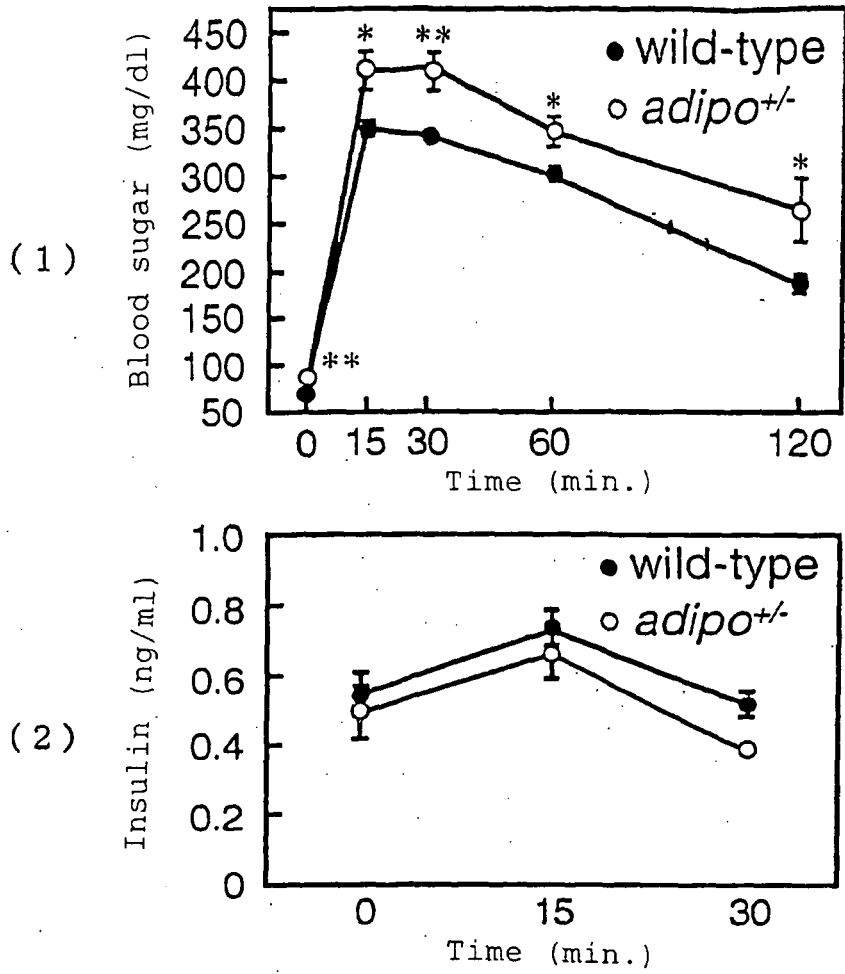 (1)
Blood sugar (mg/dl)
450
400
350
300
250
200
150
100
50
* ** * *
**
● wild-type
○ adipo+/-
0 15 30 60 120
Time (min.)
(2)
Insulin (ng/ml)
1.0
0.8
0.6
0.4
0.2
0
● wild-type
○ adipo+/-
0 15 30
Time (min.)